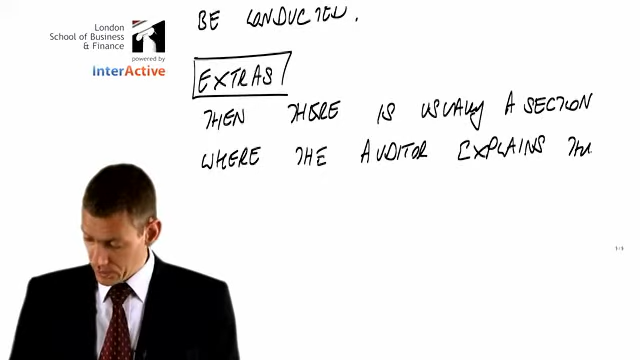 London
School of Business
& Finance
powered by
InterActive
BE CONDUCTED.
EXTRAS
THEN THERE IS USUALLY A SECTION
WHERE THE AUDITOR EXPLAINS